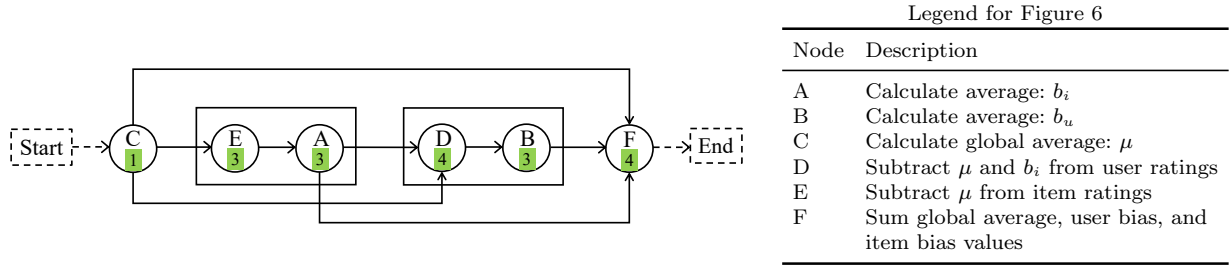 Start
C
1
E
3
A
3
D
4
B
3
F
4
End
Legend for Figure 6
Node Description
A Calculate average: b_i
B Calculate average: b_u
C Calculate global average: μ
D Subtract μ and b_i from user ratings
E Subtract μ from item ratings
F Sum global average, user bias, and
item bias values